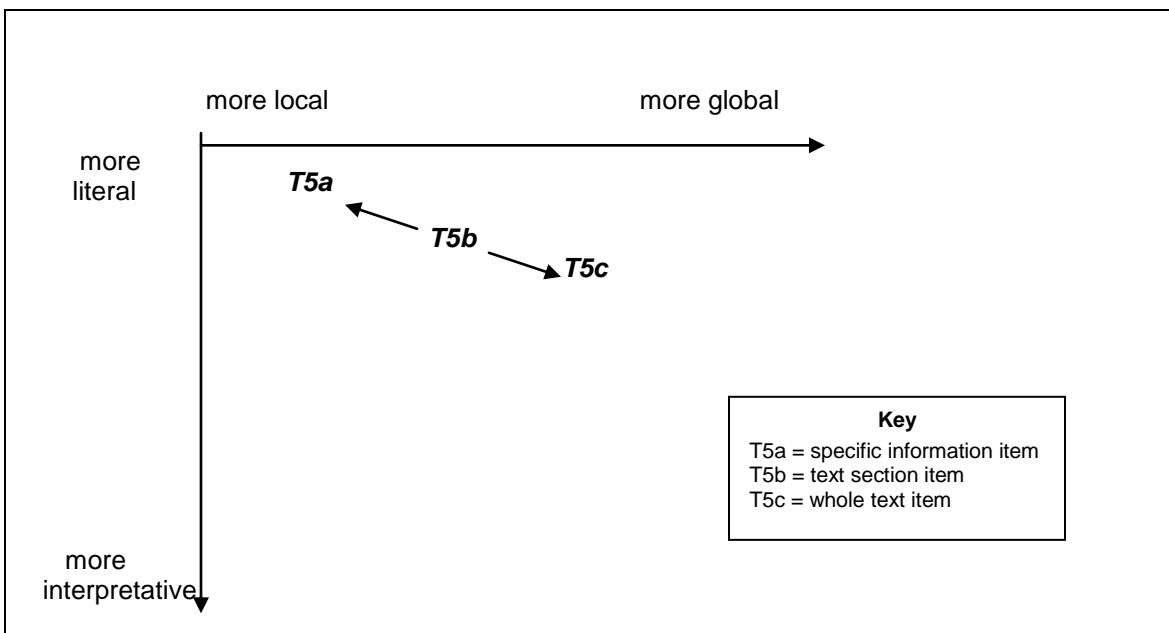 more local
more global
more
literal
T5a
T5b
T5c
Key
T5a = specific information item
T5b = text section item
T5c = whole text item
more
interpretative